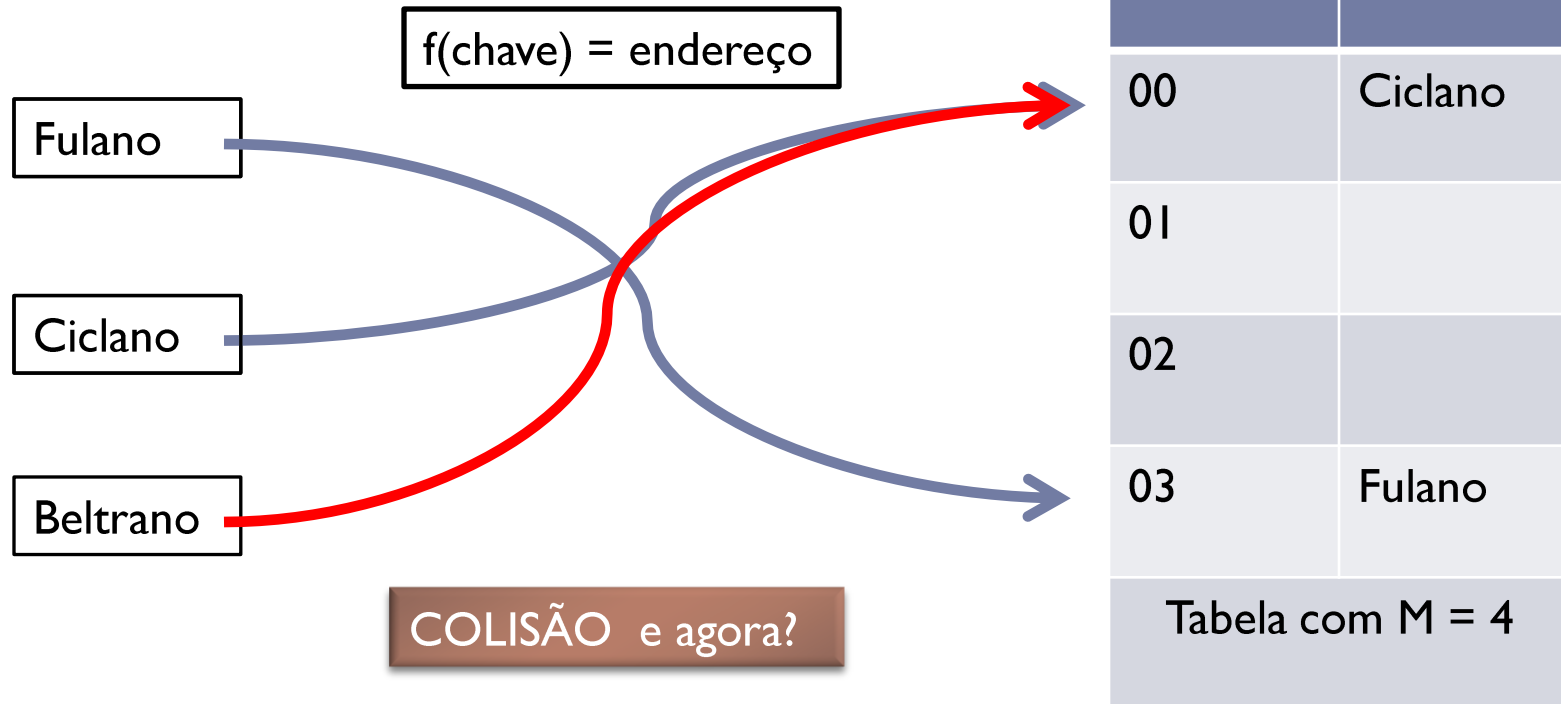 f(chave) = endereço
Fulano
Ciclano
Beltrano
COLISÃO e agora?
00 Ciclano
01
02
03 Fulano
Tabela com M = 4